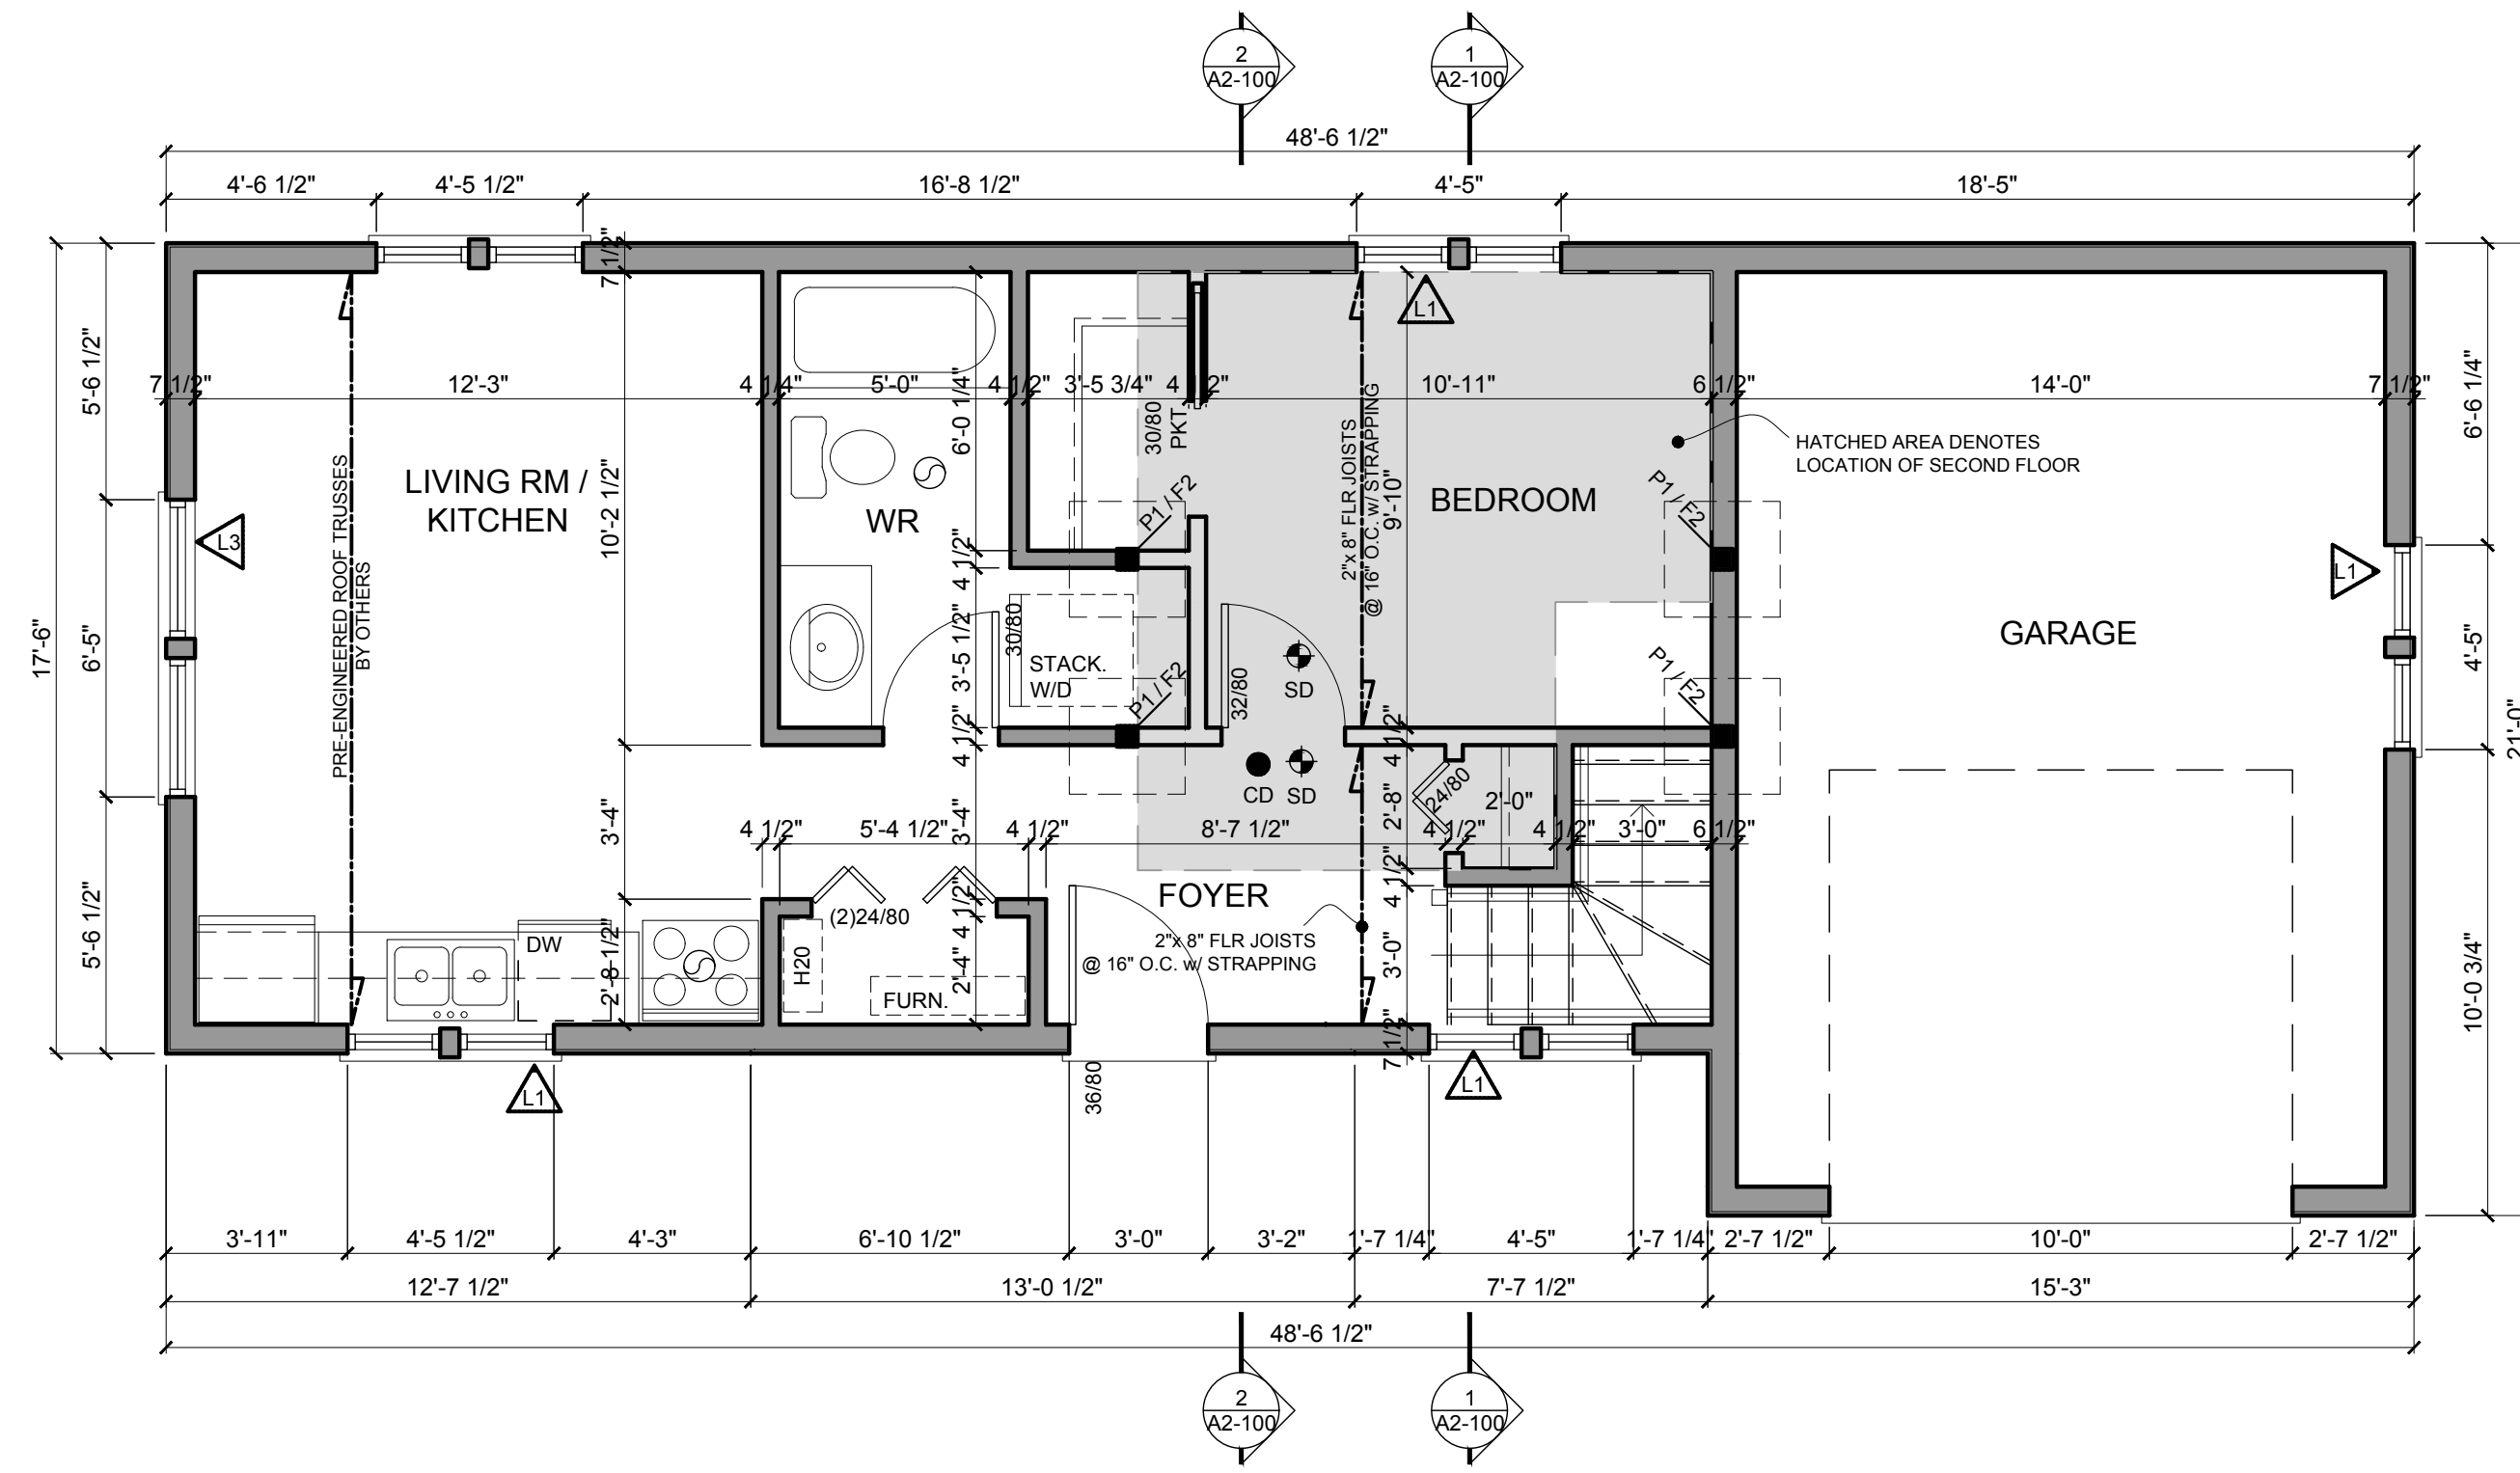 2
A2-100
1
A2-100
48'-6 1/2"
4'-6 1/2"
4'-5 1/2"
16'-8 1/2"
4'-5"
18'-5"
7 1/2"
L1
5'-6 1/2"
7 1/2"
12'-3"
4 1/4"
5'-0"
4 1/2"
3'-5 3/4"
4 1/2"
10'-11"
6 1/2"
14'-0"
7 1/2"
6'-6 1/4"
6'-0 1/4"
30/80
PKT
2"x 8" FLR JOISTS
@ 16" O.C. w/ STRAPPING
9'-10"
HATCHED AREA DENOTES
LOCATION OF SECOND FLOOR
LIVING RM /
KITCHEN
10'-2 1/2"
WR
P1 / F2
BEDROOM
P1 / F2
L3
L1
PRE-ENGINEERED ROOF TRUSSES
BY OTHERS
4 1/2"
17'-6"
6'-5"
3'-5 1/2"
30/80
STACK.
W/D
P1 / F2
32/80
SD
P1 / F2
GARAGE
4'-5"
21'-0"
4 1/2"
4 1/2"
CD
SD
24/80
2'-0"
2'-8"
3'-4"
3'-4"
4 1/2"
5'-4 1/2"
4 1/2"
8'-7 1/2"
4 1/2"
4 1/2"
3'-0"
6 1/2"
5'-6 1/2"
4 1/2"
4 1/2"
FOYER
(2)24/80
DW
2'-8 1/2"
H20
FURN.
2'-4"
2"x 8" FLR JOISTS
@ 16" O.C. w/ STRAPPING
3'-0"
10'-0 3/4"
7 1/2"
L1
36/80
L1
3'-11"
4'-5 1/2"
4'-3"
6'-10 1/2"
3'-0"
3'-2"
1'-7 1/4"
4'-5"
1'-7 1/4"
2'-7 1/2"
10'-0"
2'-7 1/2"
12'-7 1/2"
13'-0 1/2"
7'-7 1/2"
15'-3"
48'-6 1/2"
2
A2-100
1
A2-100